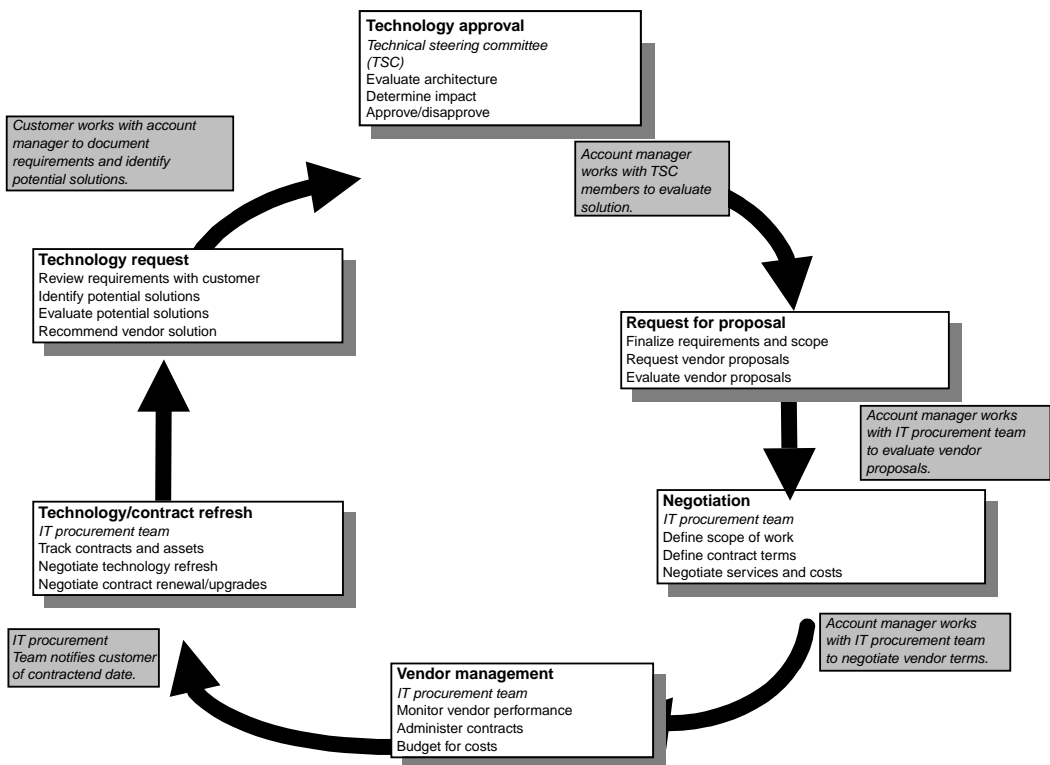 Technology approval
Technical steering committee
(TSC)
Evaluate architecture
Determine impact
Approve/disapprove
Customer works with account
manager to document
requirements and identify
potential solutions.
Account manager
works with TSC
members to evaluate
solution.
Technology request
Review requirements with customer
Identify potential solutions
Evaluate potential solutions
Recommend vendor solution
Request for proposal
Finalize requirements and scope
Request vendor proposals
Evaluate vendor proposals
Account manager works
with IT procurement team
to evaluate vendor
proposals.
Technology/contract refresh
IT procurement team
Track contracts and assets
Negotiate technology refresh
Negotiate contract renewal/upgrades
Negotiation
IT procurement team
Define scope of work
Define contract terms
Negotiate services and costs
IT procurement
Team notifies customer
of contractend date.
Account manager works
with IT procurement team
to negotiate vendor terms.
Vendor management
IT procurement team
Monitor vendor performance
Administer contracts
Budget for costs